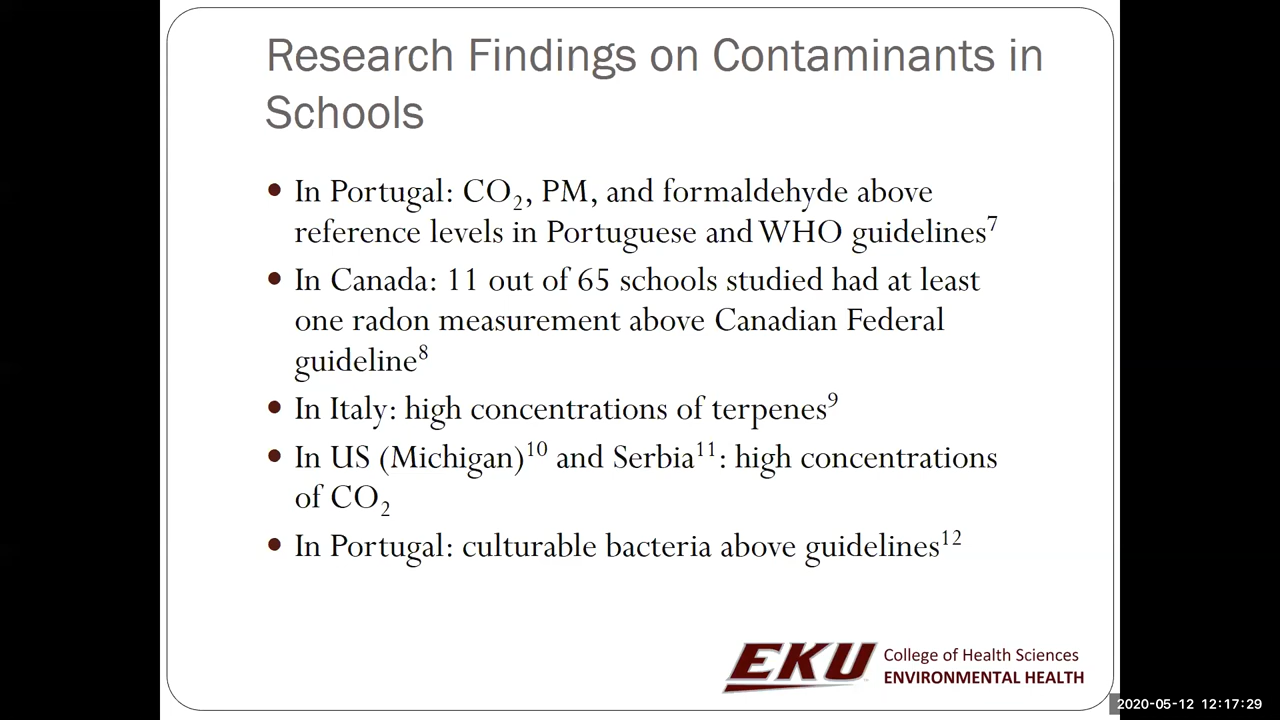 Research Findings on Contaminants in
Schools
• In Portugal: CO₂, PM, and formaldehyde above
reference levels in Portuguese and WHO guidelines⁷
• In Canada: 11 out of 65 schools studied had at least
one radon measurement above Canadian Federal
guideline⁸
• In Italy: high concentrations of terpenes⁹
• In US (Michigan)¹⁰ and Serbia¹¹: high concentrations
of CO₂
• In Portugal: culturable bacteria above guidelines¹²
EKU College of Health Sciences
ENVIRONMENTAL HEALTH
2020-05-12 12:17:29